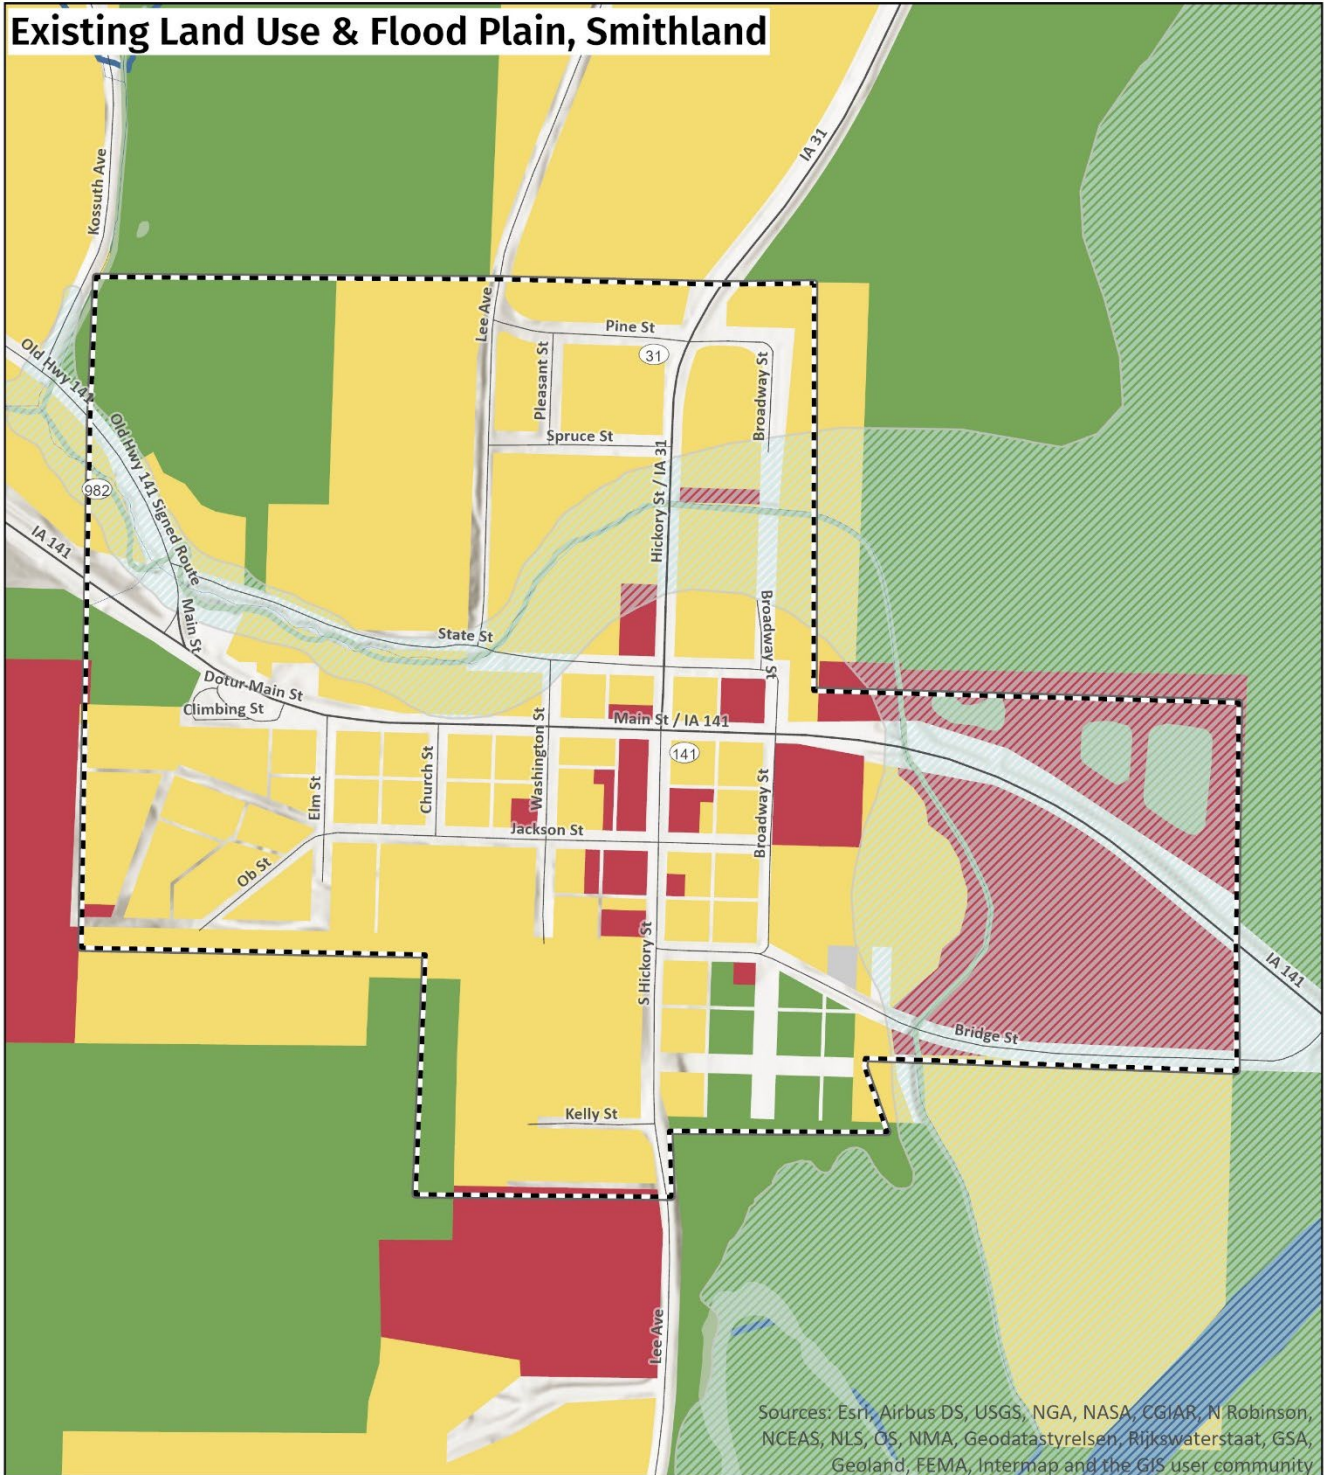 Existing Land Use & Flood Plain, Smithland
IA 31
Kossuth Ave
Lee Ave
Pine St
31
Pleasant St
Broadway St
Old Hwy 141
Spruce St
Old Hwy 141 Signed Route
Hickory St / IA 31
982
IA 141
Main St
State St
Broadway St
Dotur-Main St
Climbing St
Main St / IA 141
141
Washington St
Church St
Elm St
Broadway St
Jackson St
Ob St
S Hickory St
IA 141
Bridge St
Kelly St
Lee Ave
Sources: Esri, Airbus DS, USGS, NGA, NASA, CGIAR, N Robinson,
NCEAS, NLS, OS, NMA, Geodatastyrelsen, Rijkswaterstaat, GSA,
Geoland, FEMA, Intermap and the GIS user community